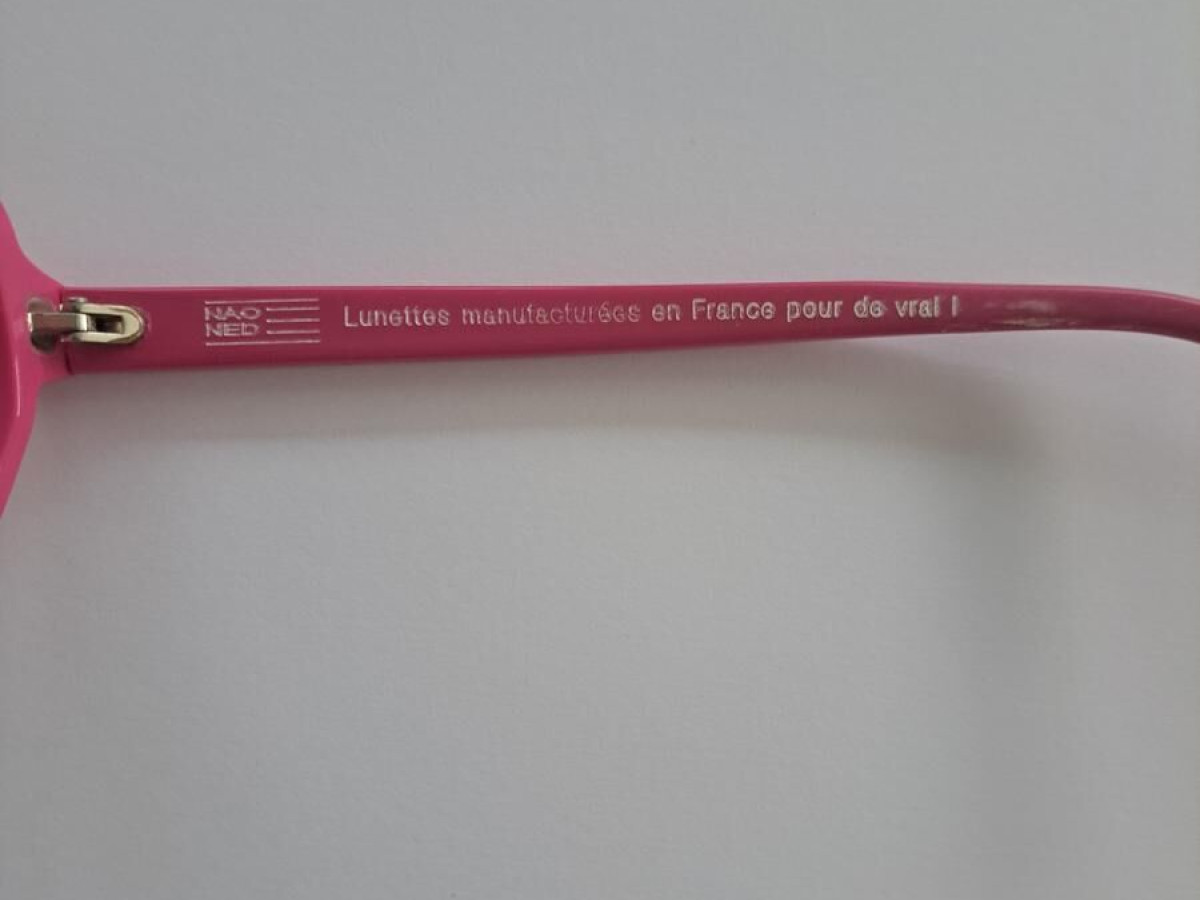 NAO
NED
Lunettes manufacturées en France pour de vrai !